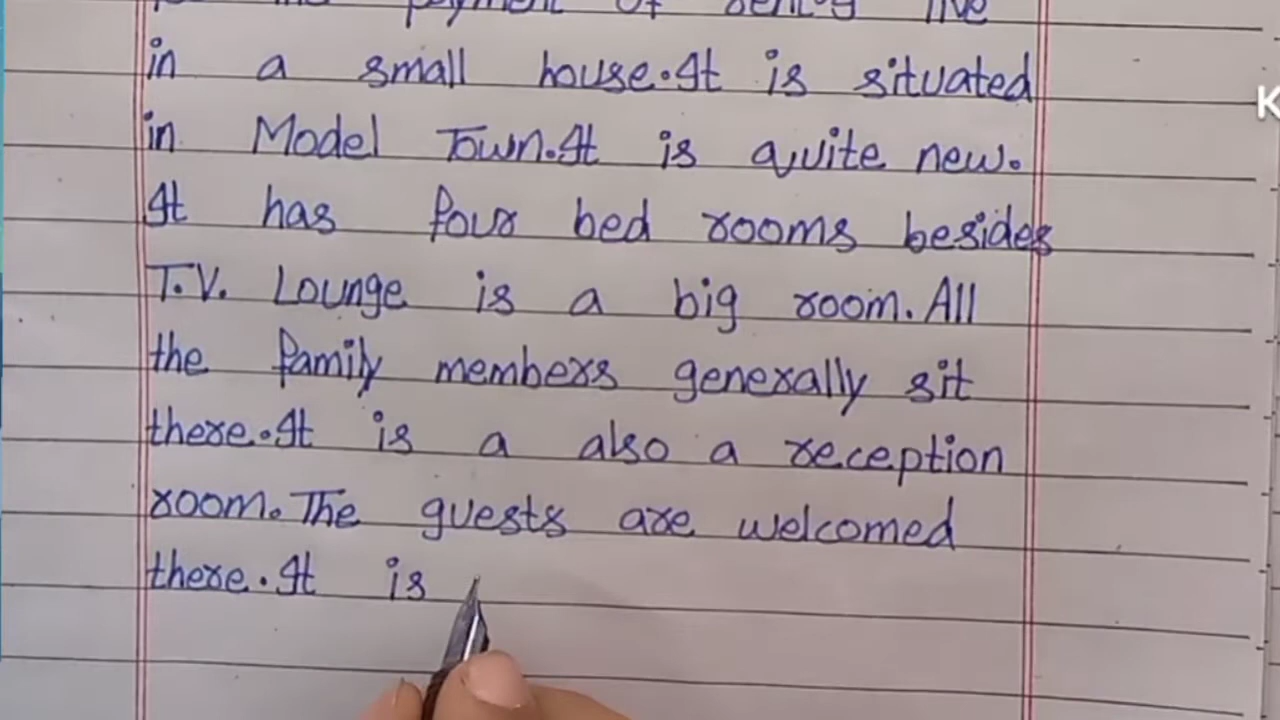 payment of
in a small house.It is situated
in Model Town.It is quite new.
It has four bed rooms besides
T.V. Lounge is a big room. All
the family members generally sit
there.It is a also a reception
room.The guests are welcomed
there.It is
K